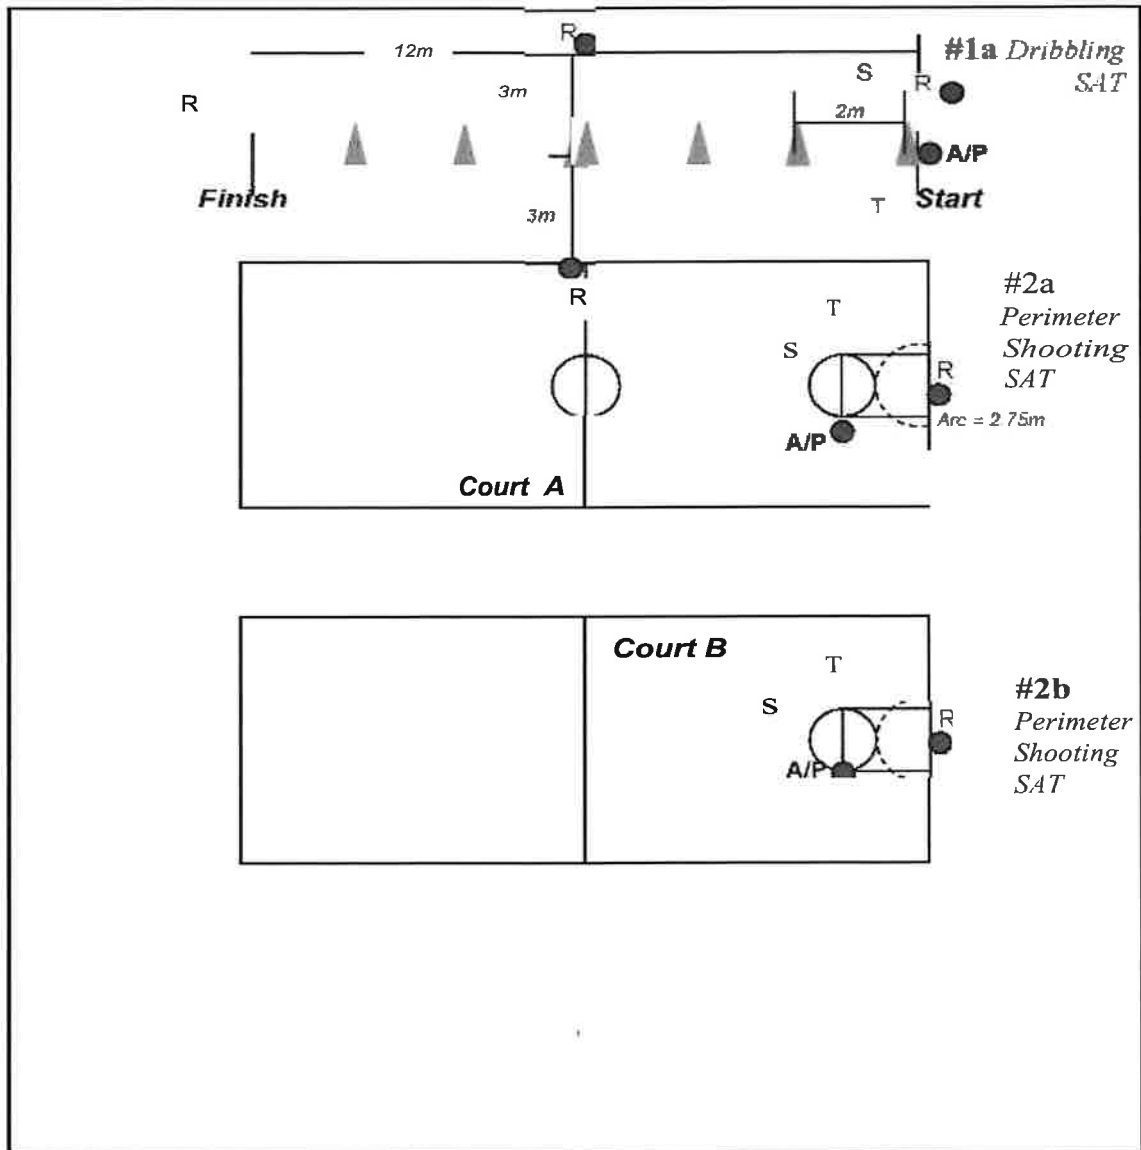 R
12m
#1a Dribbling
SAT
S
R
3m
R
2m
A/P
Finish
3m
T
Start
R
#2a
Perimeter
Shooting
SAT
T
S
R
Arc = 2.75m
A/P
Court A
Court B
T
#2b
Perimeter
Shooting
SAT
S
R
A/P